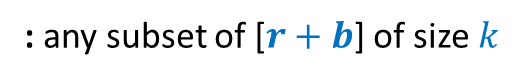 : any subset of [r + b] of size k